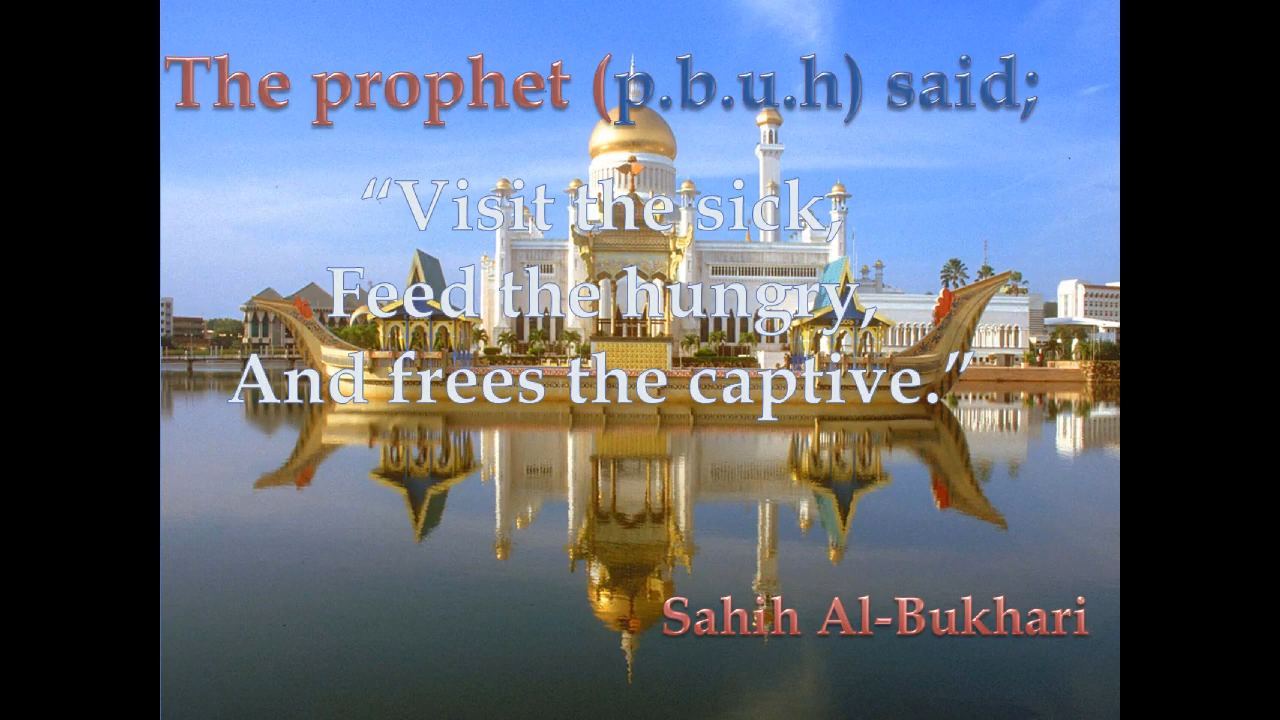 The prophet (p.b.u.h) said;
“Visit the sick,
Feed the hungry,
And frees the captive.”
Sahih Al-Bukhari